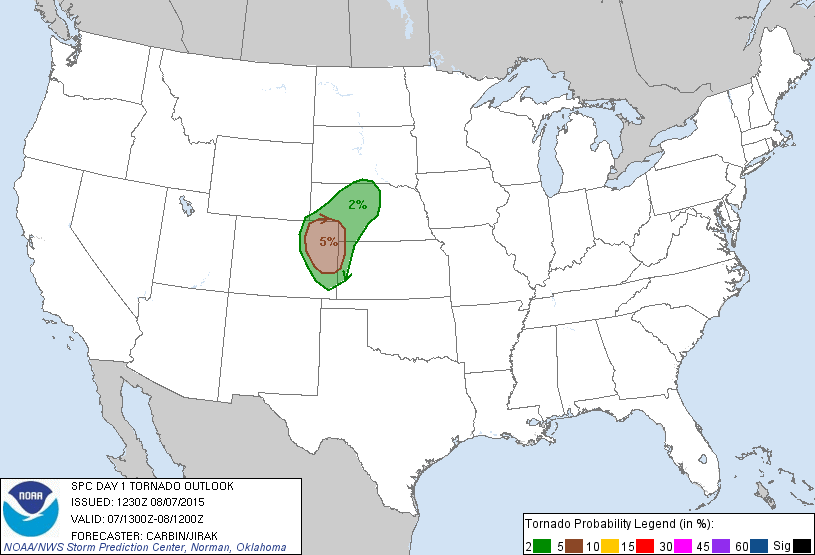 2%
5%
NOAA
SPC DAY 1 TORNADO OUTLOOK
ISSUED: 1230Z 08/07/2015
VALID: 07/1300Z-08/1200Z
FORECASTER: CARBIN/JIRAK
NOAA/NWS Storm Prediction Center, Norman, Oklahoma
Tornado Probability Legend (in %):
2 5 10 15 30 45 60 Sig